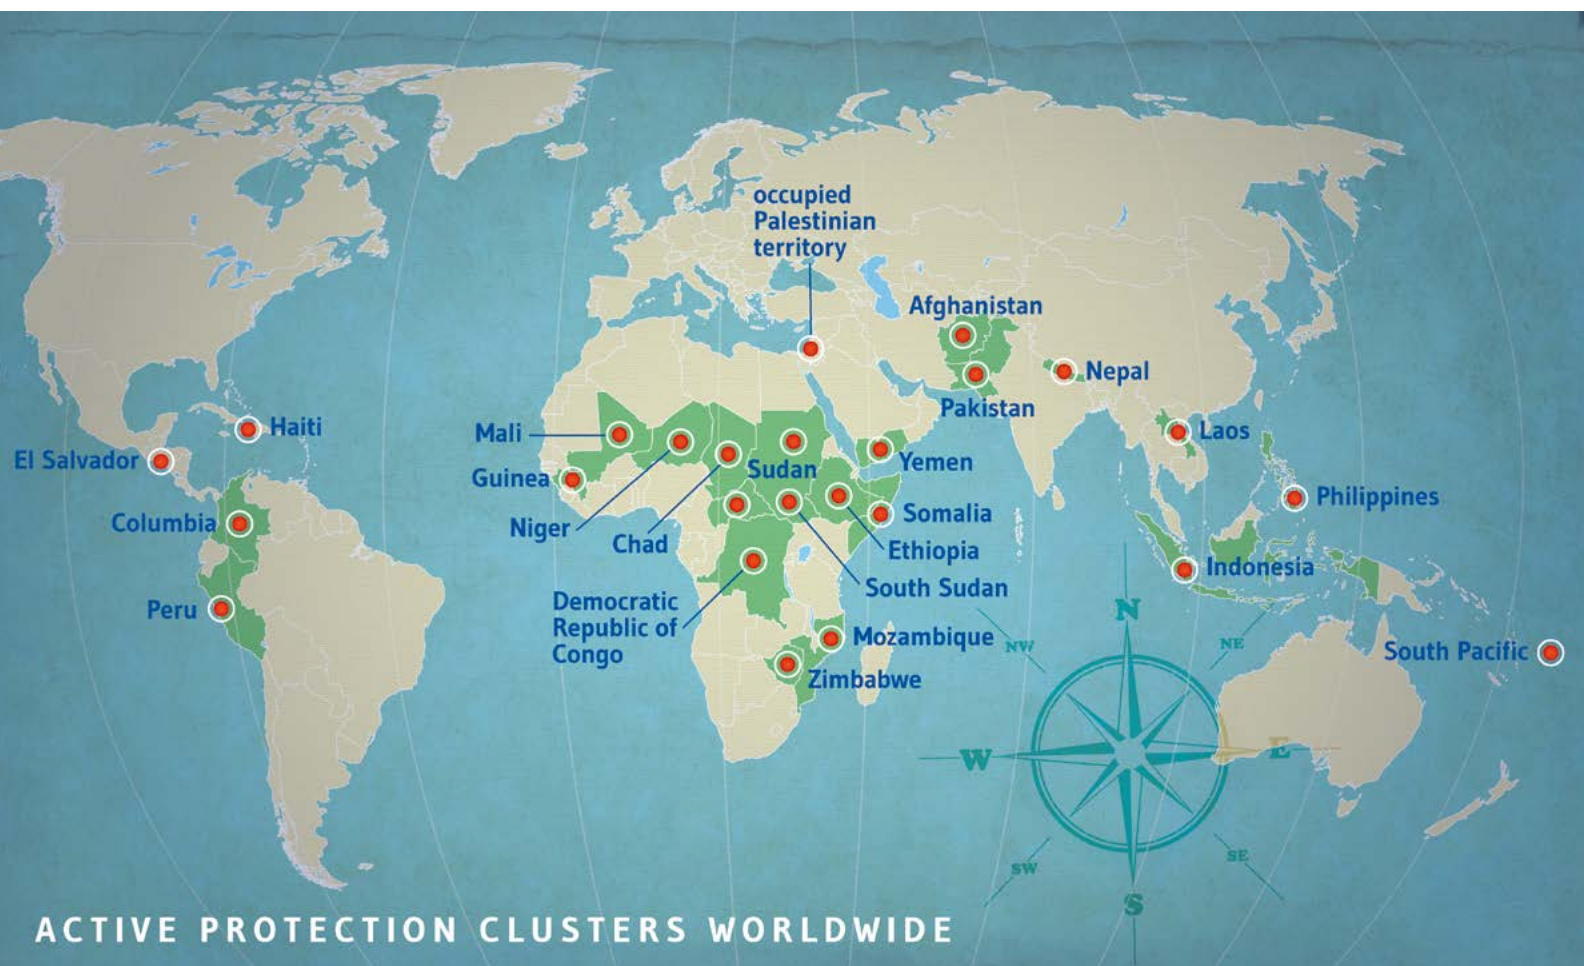 occupied
Palestinian
territory
Afghanistan
Nepal
Pakistan
Haiti
Mali
Laos
El Salvador
Sudan
Yemen
Guinea
Philippines
Columbia
Niger
Somalia
Chad
Ethiopia
Indonesia
South Sudan
Peru
Democratic
Republic of
Congo
N
Mozambique
NW
NE
South Pacific
Zimbabwe
W
E
SW
SE
S
ACTIVE PROTECTION CLUSTERS WORLDWIDE